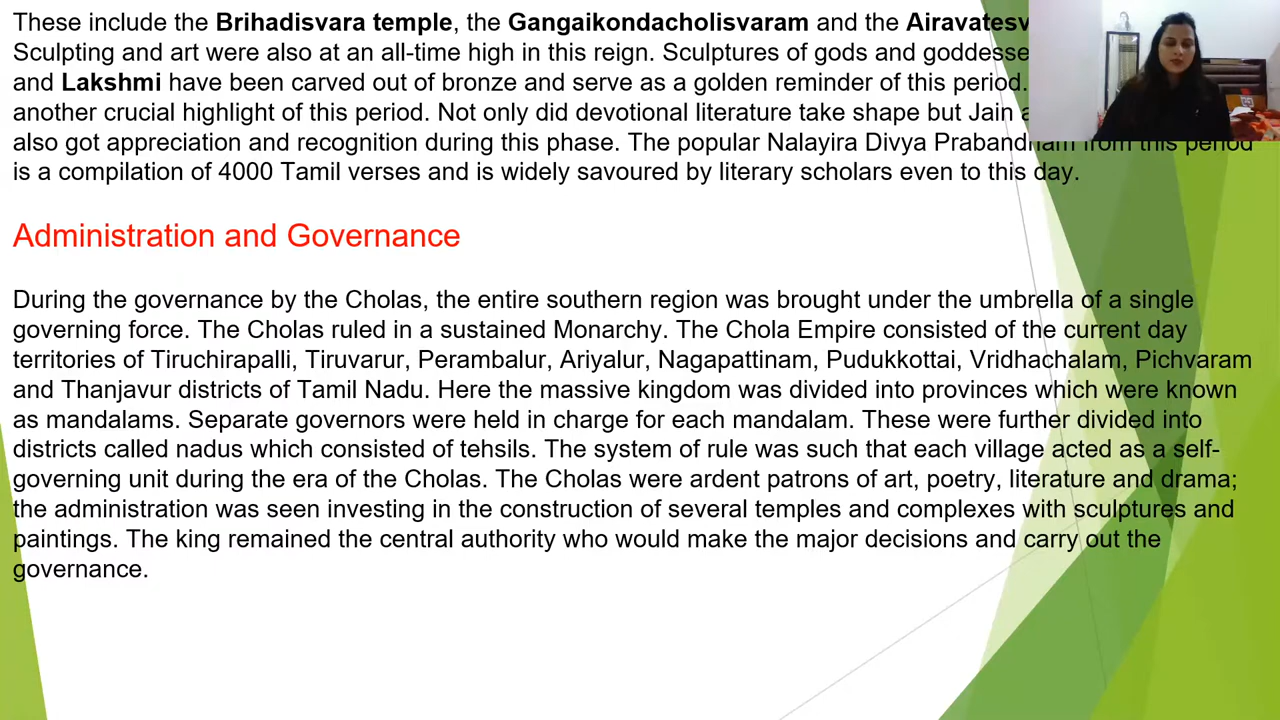 These include the Brihadisvara temple, the Gangaikondacholisvaram and the
Sculpting and art were also at an all-time high in this reign. Sculptures of gods and
and Lakshmi have been carved out of bronze and serve as a golden reminder of this period.
another crucial highlight of this period. Not only did devotional literature take shape but Jain
also got appreciation and recognition during this phase. The popular Nalayira Divya Prabandham from this period
is a compilation of 4000 Tamil verses and is widely savoured by literary scholars even to this day.
Administration and Governance
During the governance by the Cholas, the entire southern region was brought under the umbrella of a single
governing force. The Cholas ruled in a sustained Monarchy. The Chola Empire consisted of the current day
territories of Tiruchirapalli, Tiruvarur, Perambalur, Ariyalur, Nagapattinam, Pudukkottai, Vridhachalam, Pichvaram
and Thanjavur districts of Tamil Nadu. Here the massive kingdom was divided into provinces which were known
as mandalams. Separate governors were held in charge for each mandalam. These were further divided into
districts called nadus which consisted of tehsils. The system of rule was such that each village acted as a self-
governing unit during the era of the Cholas. The Cholas were ardent patrons of art, poetry, literature and drama;
the administration was seen investing in the construction of several temples and complexes with sculptures and
paintings. The king remained the central authority who would make the major decisions and carry out the
governance.